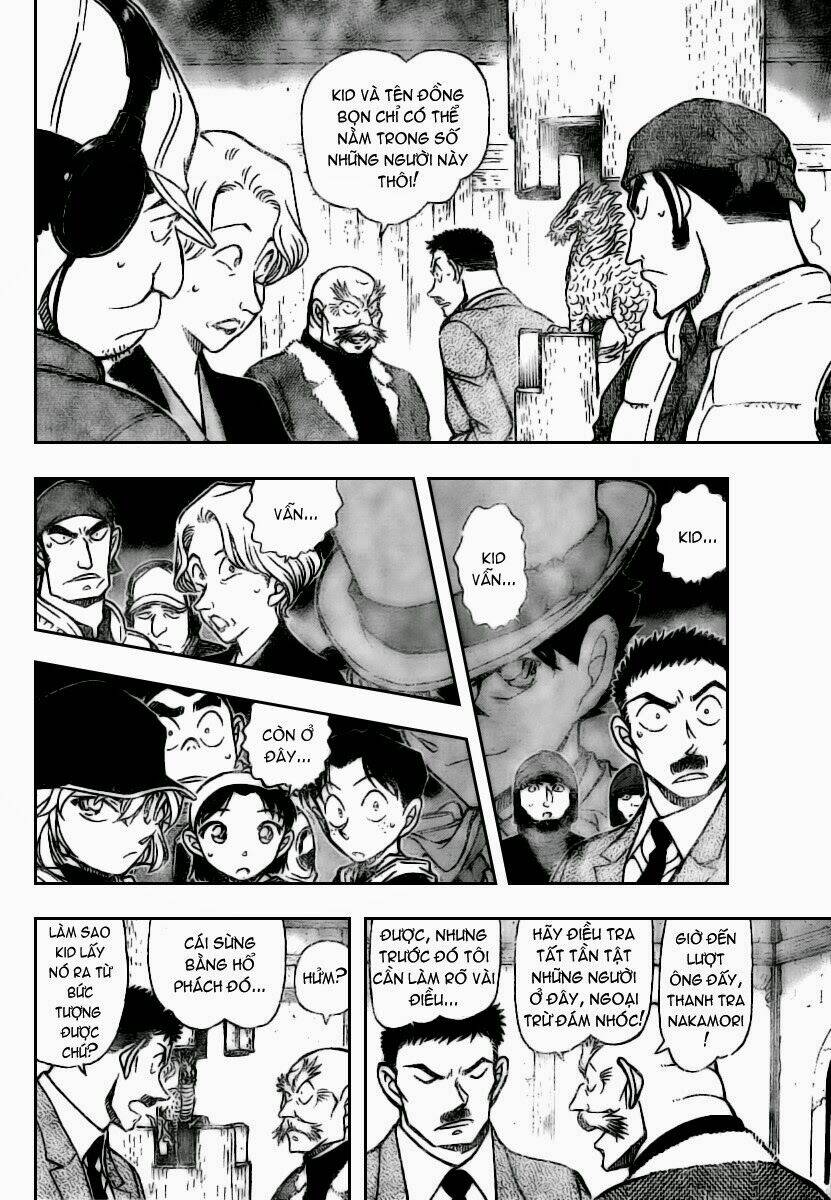 KID VÀ TÊN ĐỒNG
BỌN CHỈ CÓ THỂ
NẰM TRONG SỐ
NHỮNG NGƯỜI NÀY
THÔI!
KID...
KID
VẪN...
VẪN...
CÒN Ở
ĐÂY...
GIỜ ĐẾN
LƯỢT
ÔNG ĐẤY,
THANH TRA
NAKAMORI
!
HÃY ĐIỀU TRA
TẤT TẦN TẬT
NHỮNG NGƯỜI
Ở ĐÂY, NGOẠI
TRỪ ĐÁM NHÓC!
ĐƯỢC, NHƯNG
TRƯỚC ĐÓ TÔI
CẦN LÀM RÕ VÀI
ĐIỀU...
HỬM?
CÁI SỪNG
BẰNG HỔ
PHÁCH ĐÓ...
LÀM SAO
KID LẤY
NÓ RA TỪ
BỨC
TƯỢNG
ĐƯỢC
CHỨ?